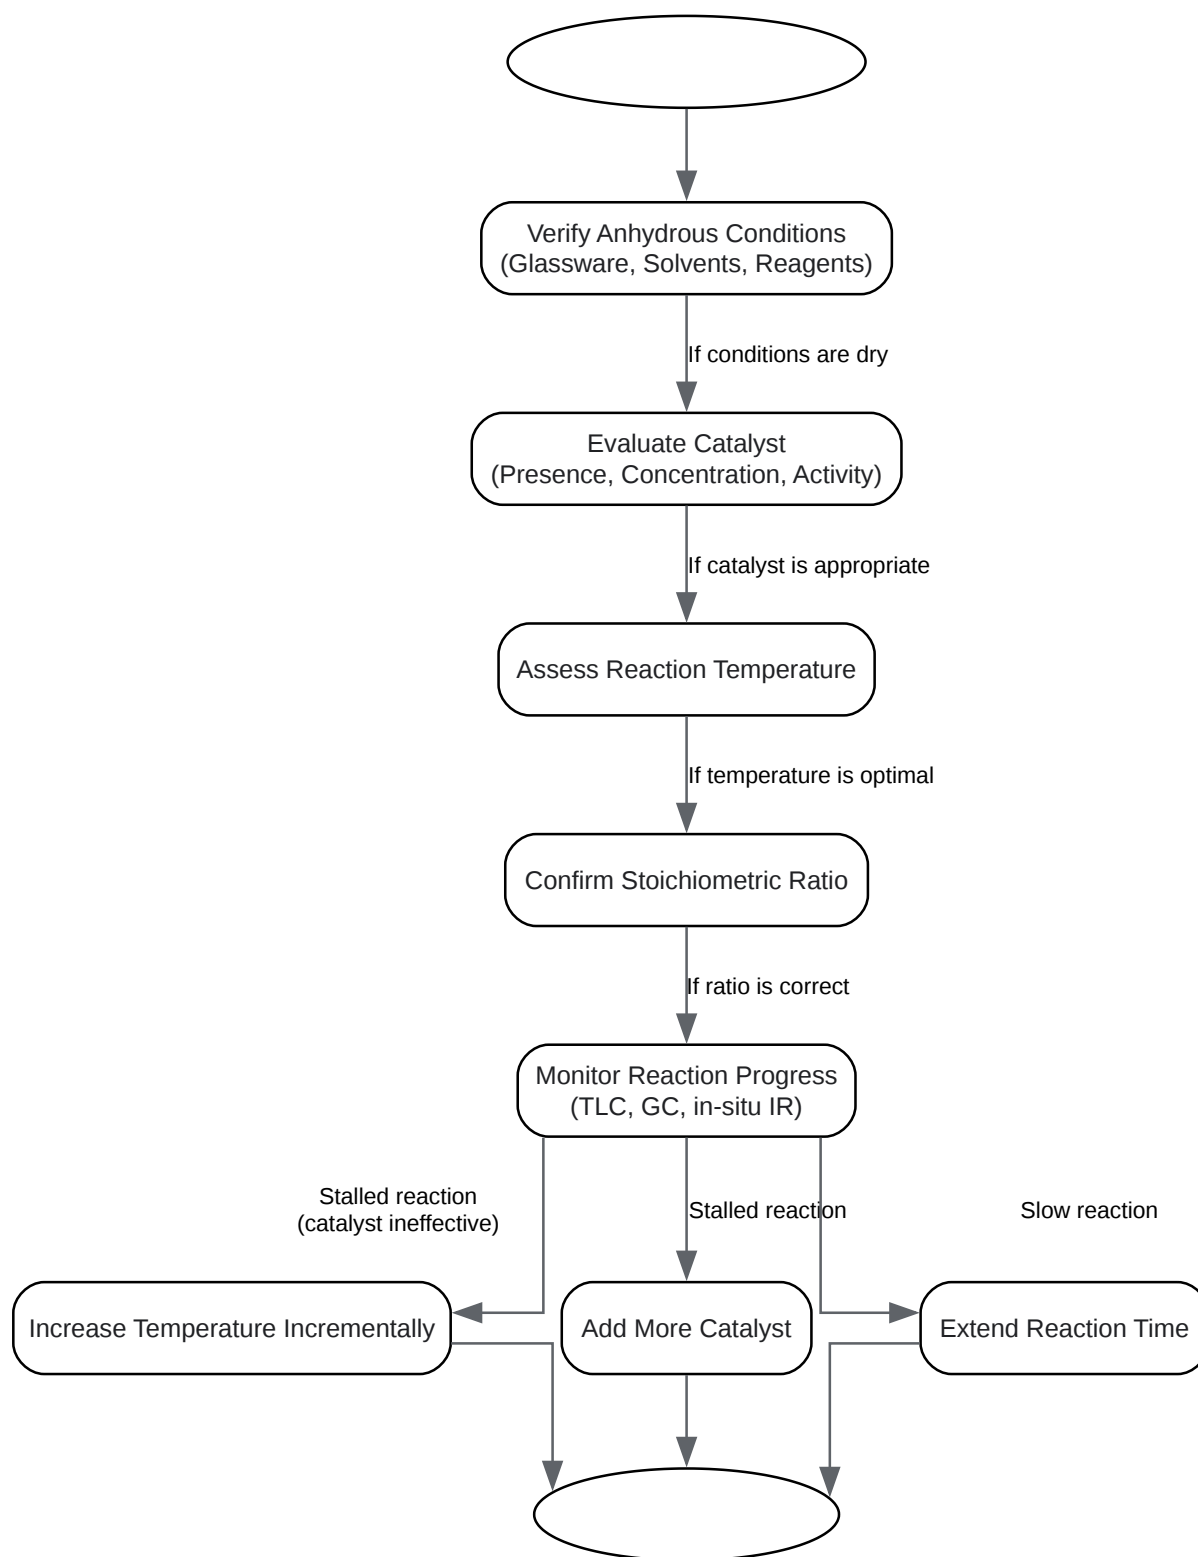 Verify Anhydrous Conditions
(Glassware, Solvents, Reagents)
If conditions are dry
Evaluate Catalyst
(Presence, Concentration, Activity)
If catalyst is appropriate
Assess Reaction Temperature
If temperature is optimal
Confirm Stoichiometric Ratio
If ratio is correct
Monitor Reaction Progress
(TLC, GC, in-situ IR)
Stalled reaction
(catalyst ineffective)
Stalled reaction
Slow reaction
Increase Temperature Incrementally
Add More Catalyst
Extend Reaction Time